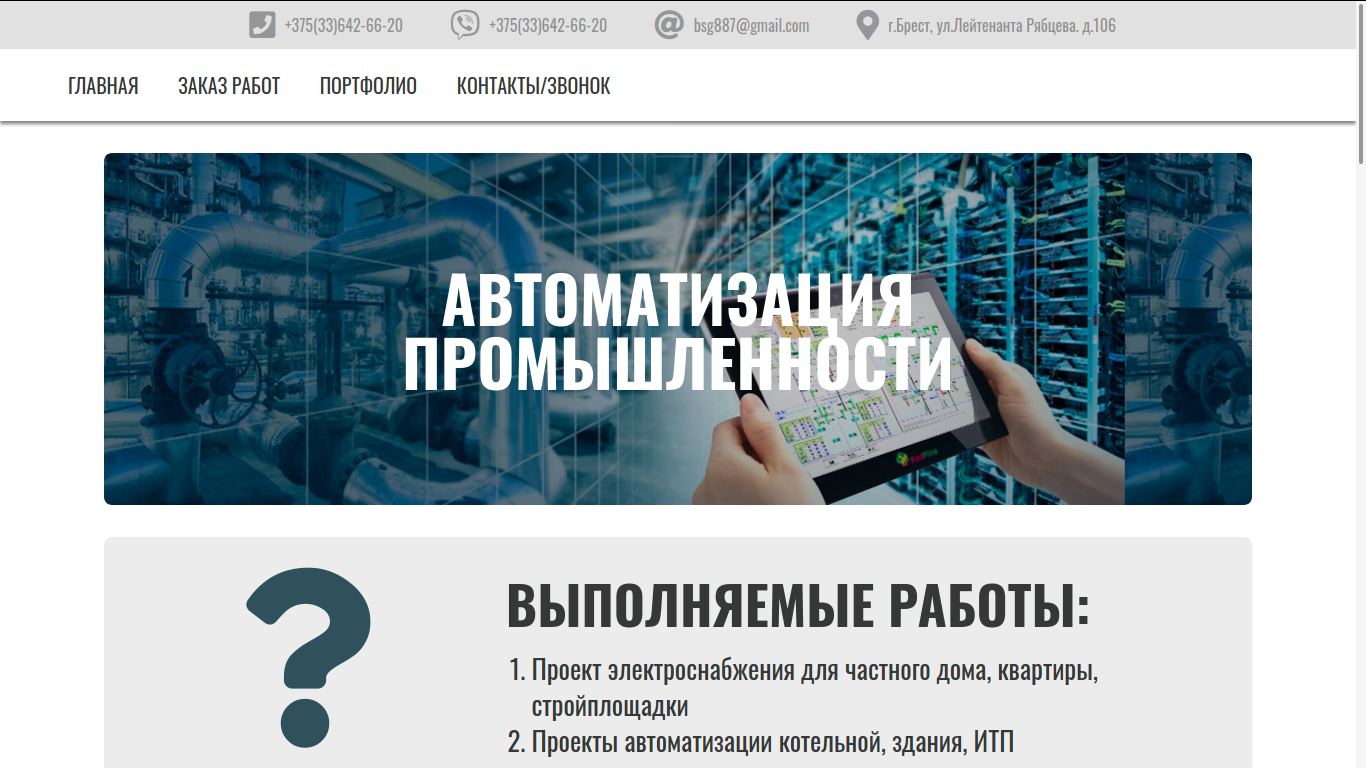 +375(33)642-66-20
+375(33)642-66-20
bsg887@gmail.com
г.Брест, ул.Лейтенанта Рябцева. д.106
ГЛАВНАЯ
ЗАКАЗ РАБОТ
ПОРТФОЛИО
КОНТАКТЫ/ЗВОНОК
АВТОМАТИЗАЦИЯ
ПРОМЫШЛЕННОСТИ
RedPine
ВЫПОЛНЯЕМЫЕ РАБОТЫ:
1. Проект электроснабжения для частного дома, квартиры,
стройплощадки
2. Проекты автоматизации котельной, здания, ИТП